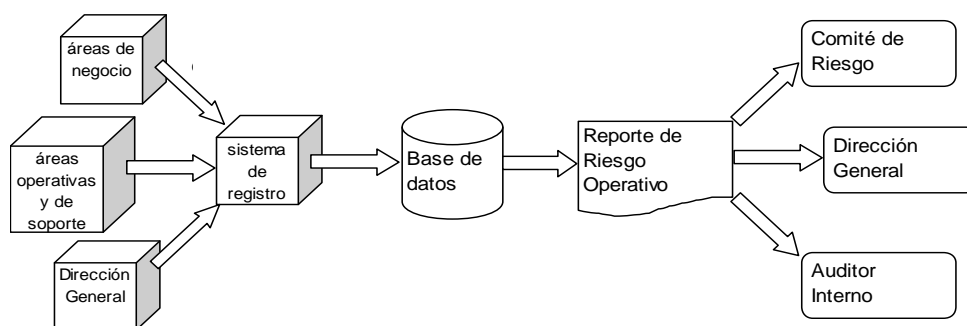 áreas de
negocio
áreas
operativas
y de
soporte
Dirección
General
sistema
de
registro
Base de
datos
Reporte de
Riesgo
Operativo
Comité de
Riesgo
Dirección
General
Auditor
Interno